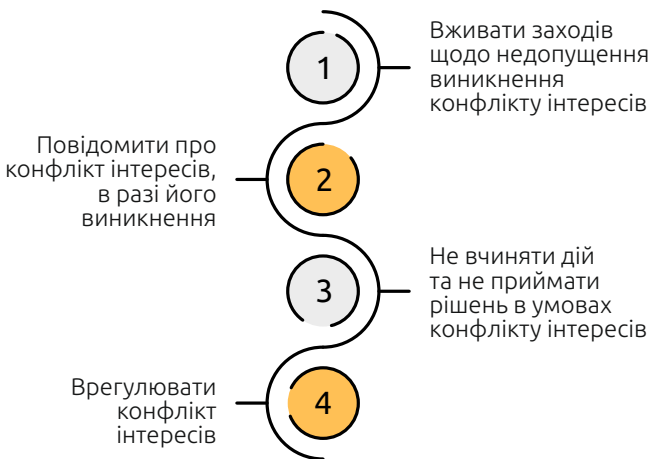 1
Вживати заходів
щодо недопущення
виникнення
конфлікту інтересів
Повідомити про
конфлікт інтересів,
в разі його
виникнення
2
3
Не вчиняти дій
та не приймати
рішень в умовах
конфлікту інтересів
Врегулювати
конфлікт
інтересів
4